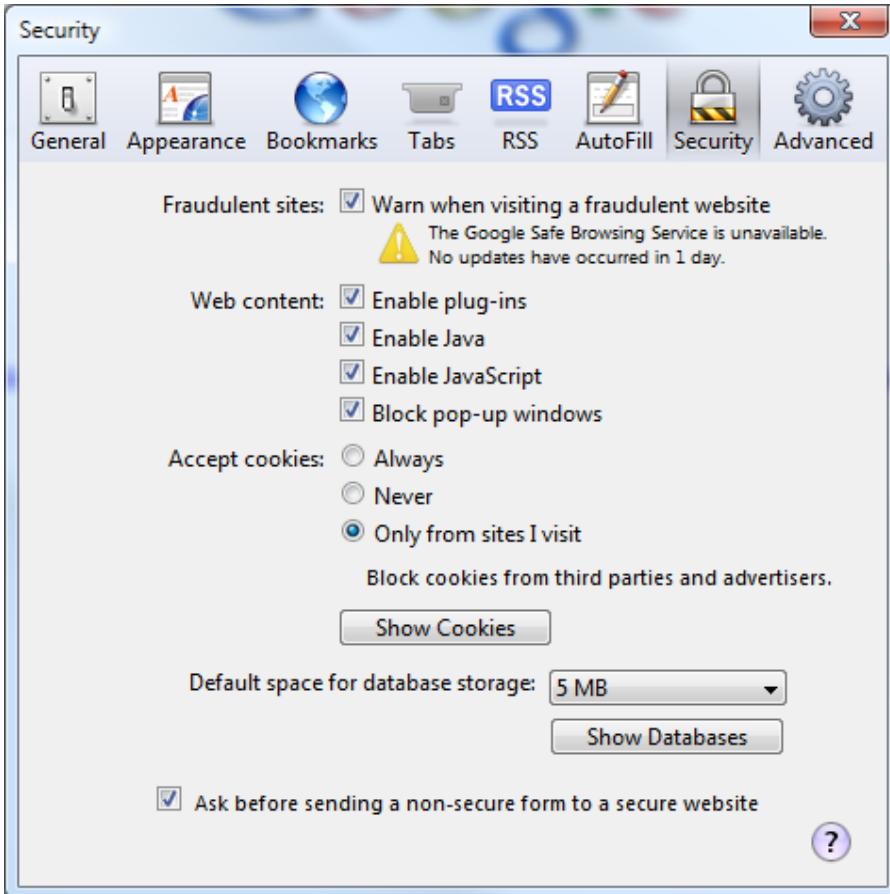 Google
Security
General Appearance Bookmarks Tabs RSS RSS AutoFill Security Advanced
Fraudulent sites: Warn when visiting a fraudulent website
The Google Safe Browsing Service is unavailable.
No updates have occurred in 1 day.
Web content: Enable plug-ins
Enable Java
Enable JavaScript
Block pop-up windows
Accept cookies: Always
Never
Only from sites I visit
Block cookies from third parties and advertisers.
Show Cookies
Default space for database storage: 5 MB
Show Databases
Ask before sending a non-secure form to a secure website
?